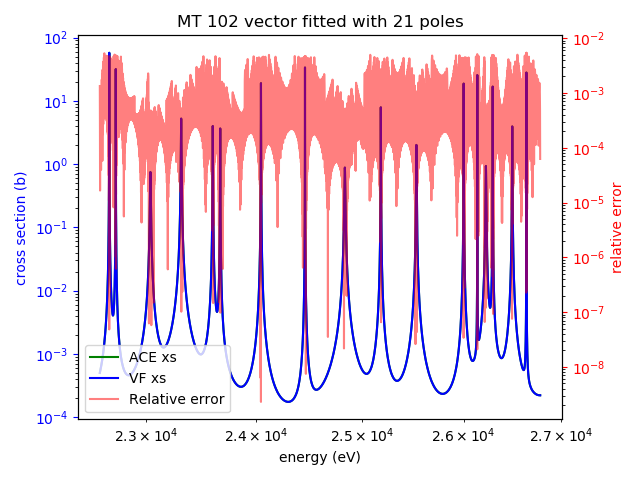 MT 102 vector fitted with 21 poles
10²
10¹
10⁰
10⁻¹
10⁻²
10⁻³
10⁻⁴
cross section (b)
10⁻²
10⁻³
10⁻⁴
10⁻⁵
10⁻⁶
10⁻⁷
10⁻⁸
relative error
ACE xs
VF xs
Relative error
2.3 × 10⁴ 2.4 × 10⁴ 2.5 × 10⁴ 2.6 × 10⁴ 2.7 × 10⁴
energy (eV)